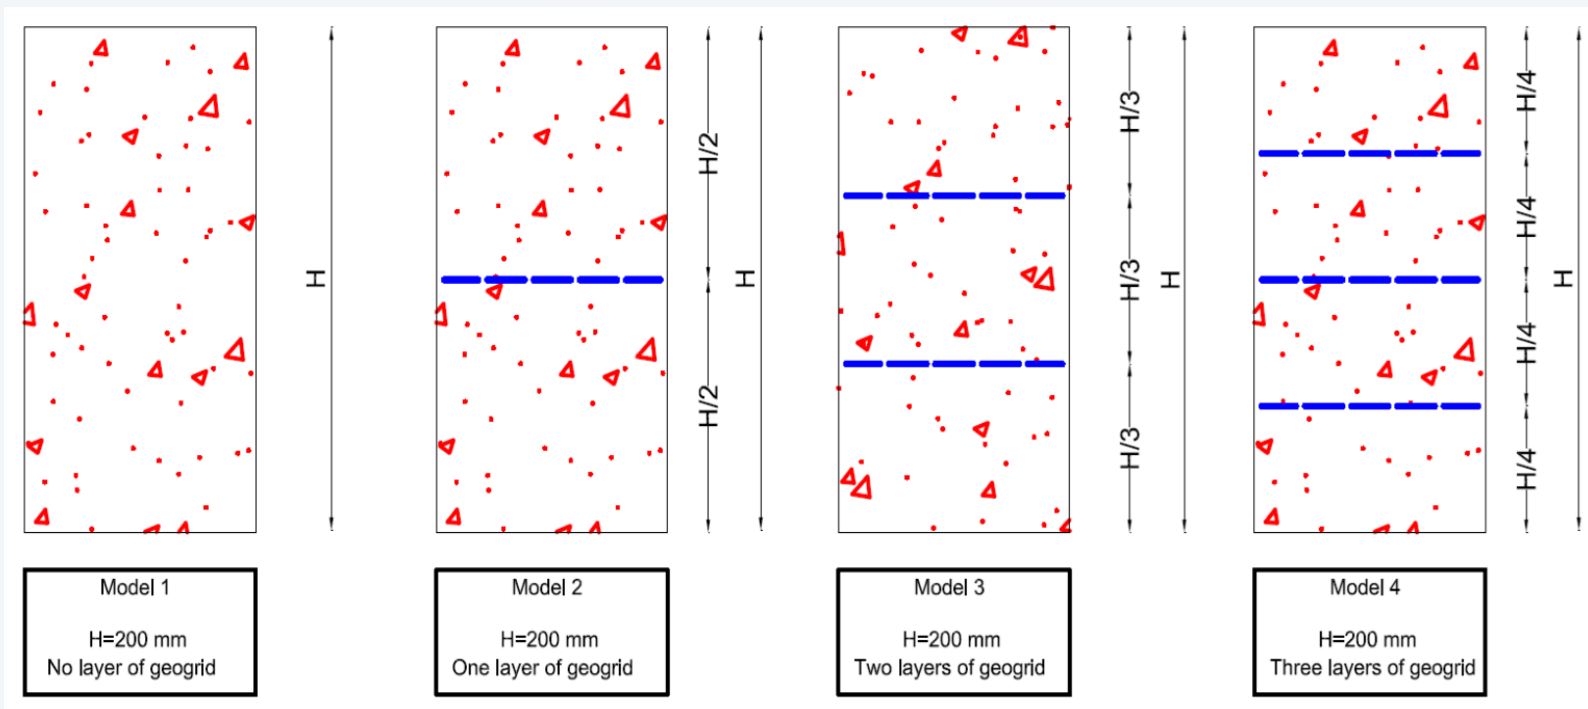 H
H/2
H/2
H
H/3
H/3
H/3
H
H/4
H/4
H/4
H/4
H
Model 1
H=200 mm
No layer of geogrid
Model 2
H=200 mm
One layer of geogrid
Model 3
H=200 mm
Two layers of geogrid
Model 4
H=200 mm
Three layers of geogrid